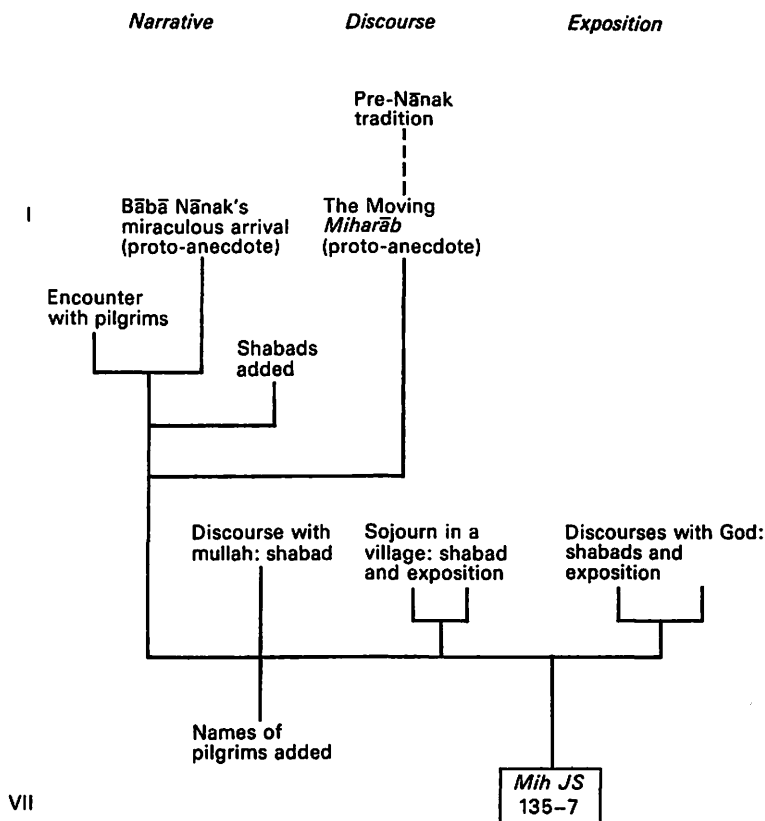 Narrative Discourse Exposition
Pre-Nānak
tradition
I
Bābā Nānak's
miraculous arrival
(proto-anecdote)
The Moving
Miharāb
(proto-anecdote)
Encounter
with pilgrims
Shabads
added
Discourse with
mullah: shabad
Sojourn in a
village: shabad
and exposition
Discourses with God:
shabads and
exposition
Names of
pilgrims added
VII
Mih JS
135–7